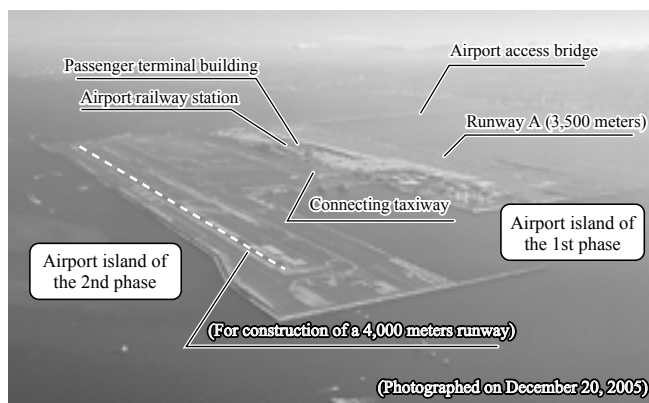 Airport access bridge
Passenger terminal building
Airport railway station
Runway A (3,500 meters)
Connecting taxiway
Airport island of
the 1st phase
Airport island of
the 2nd phase
(For construction of a 4,000 meters runway)
(Photographed on December 20, 2005)